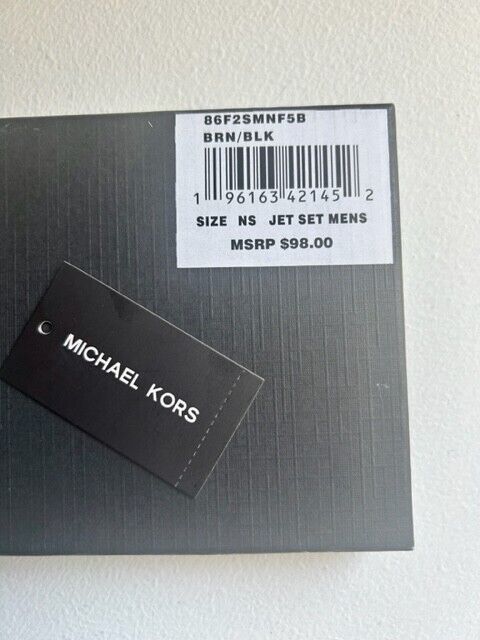 86F2SMNF5B
BRN/BLK
1 96163 42145 2
SIZE NS JET SET MENS
MSRP $98.00
MICHAEL KORS